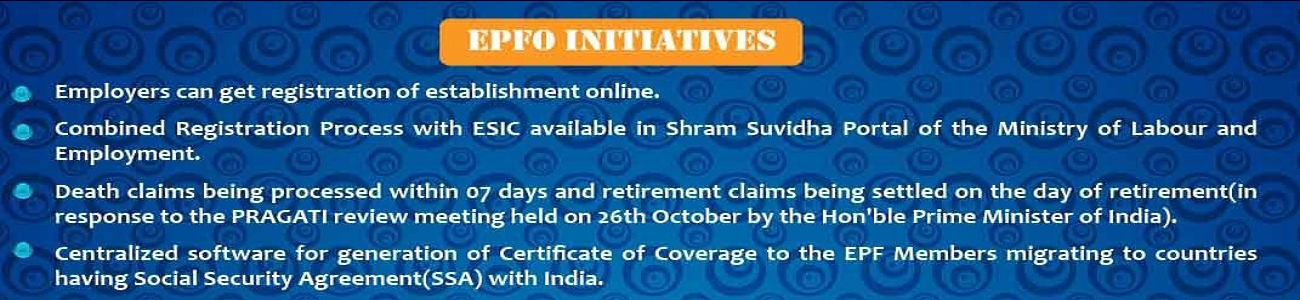 EPFO INITIATIVES
Employers can get registration of establishment online.
Combined Registration Process with ESIC available in Shram Suvidha Portal of the Ministry of Labour and
Employment.
Death claims being processed within 07 days and retirement claims being settled on the day of retirement(in
response to the PRAGATI review meeting held on 26th October by the Hon'ble Prime Minister of India).
Centralized software for generation of Certificate of Coverage to the EPF Members migrating to countries
having Social Security Agreement(SSA) with India.